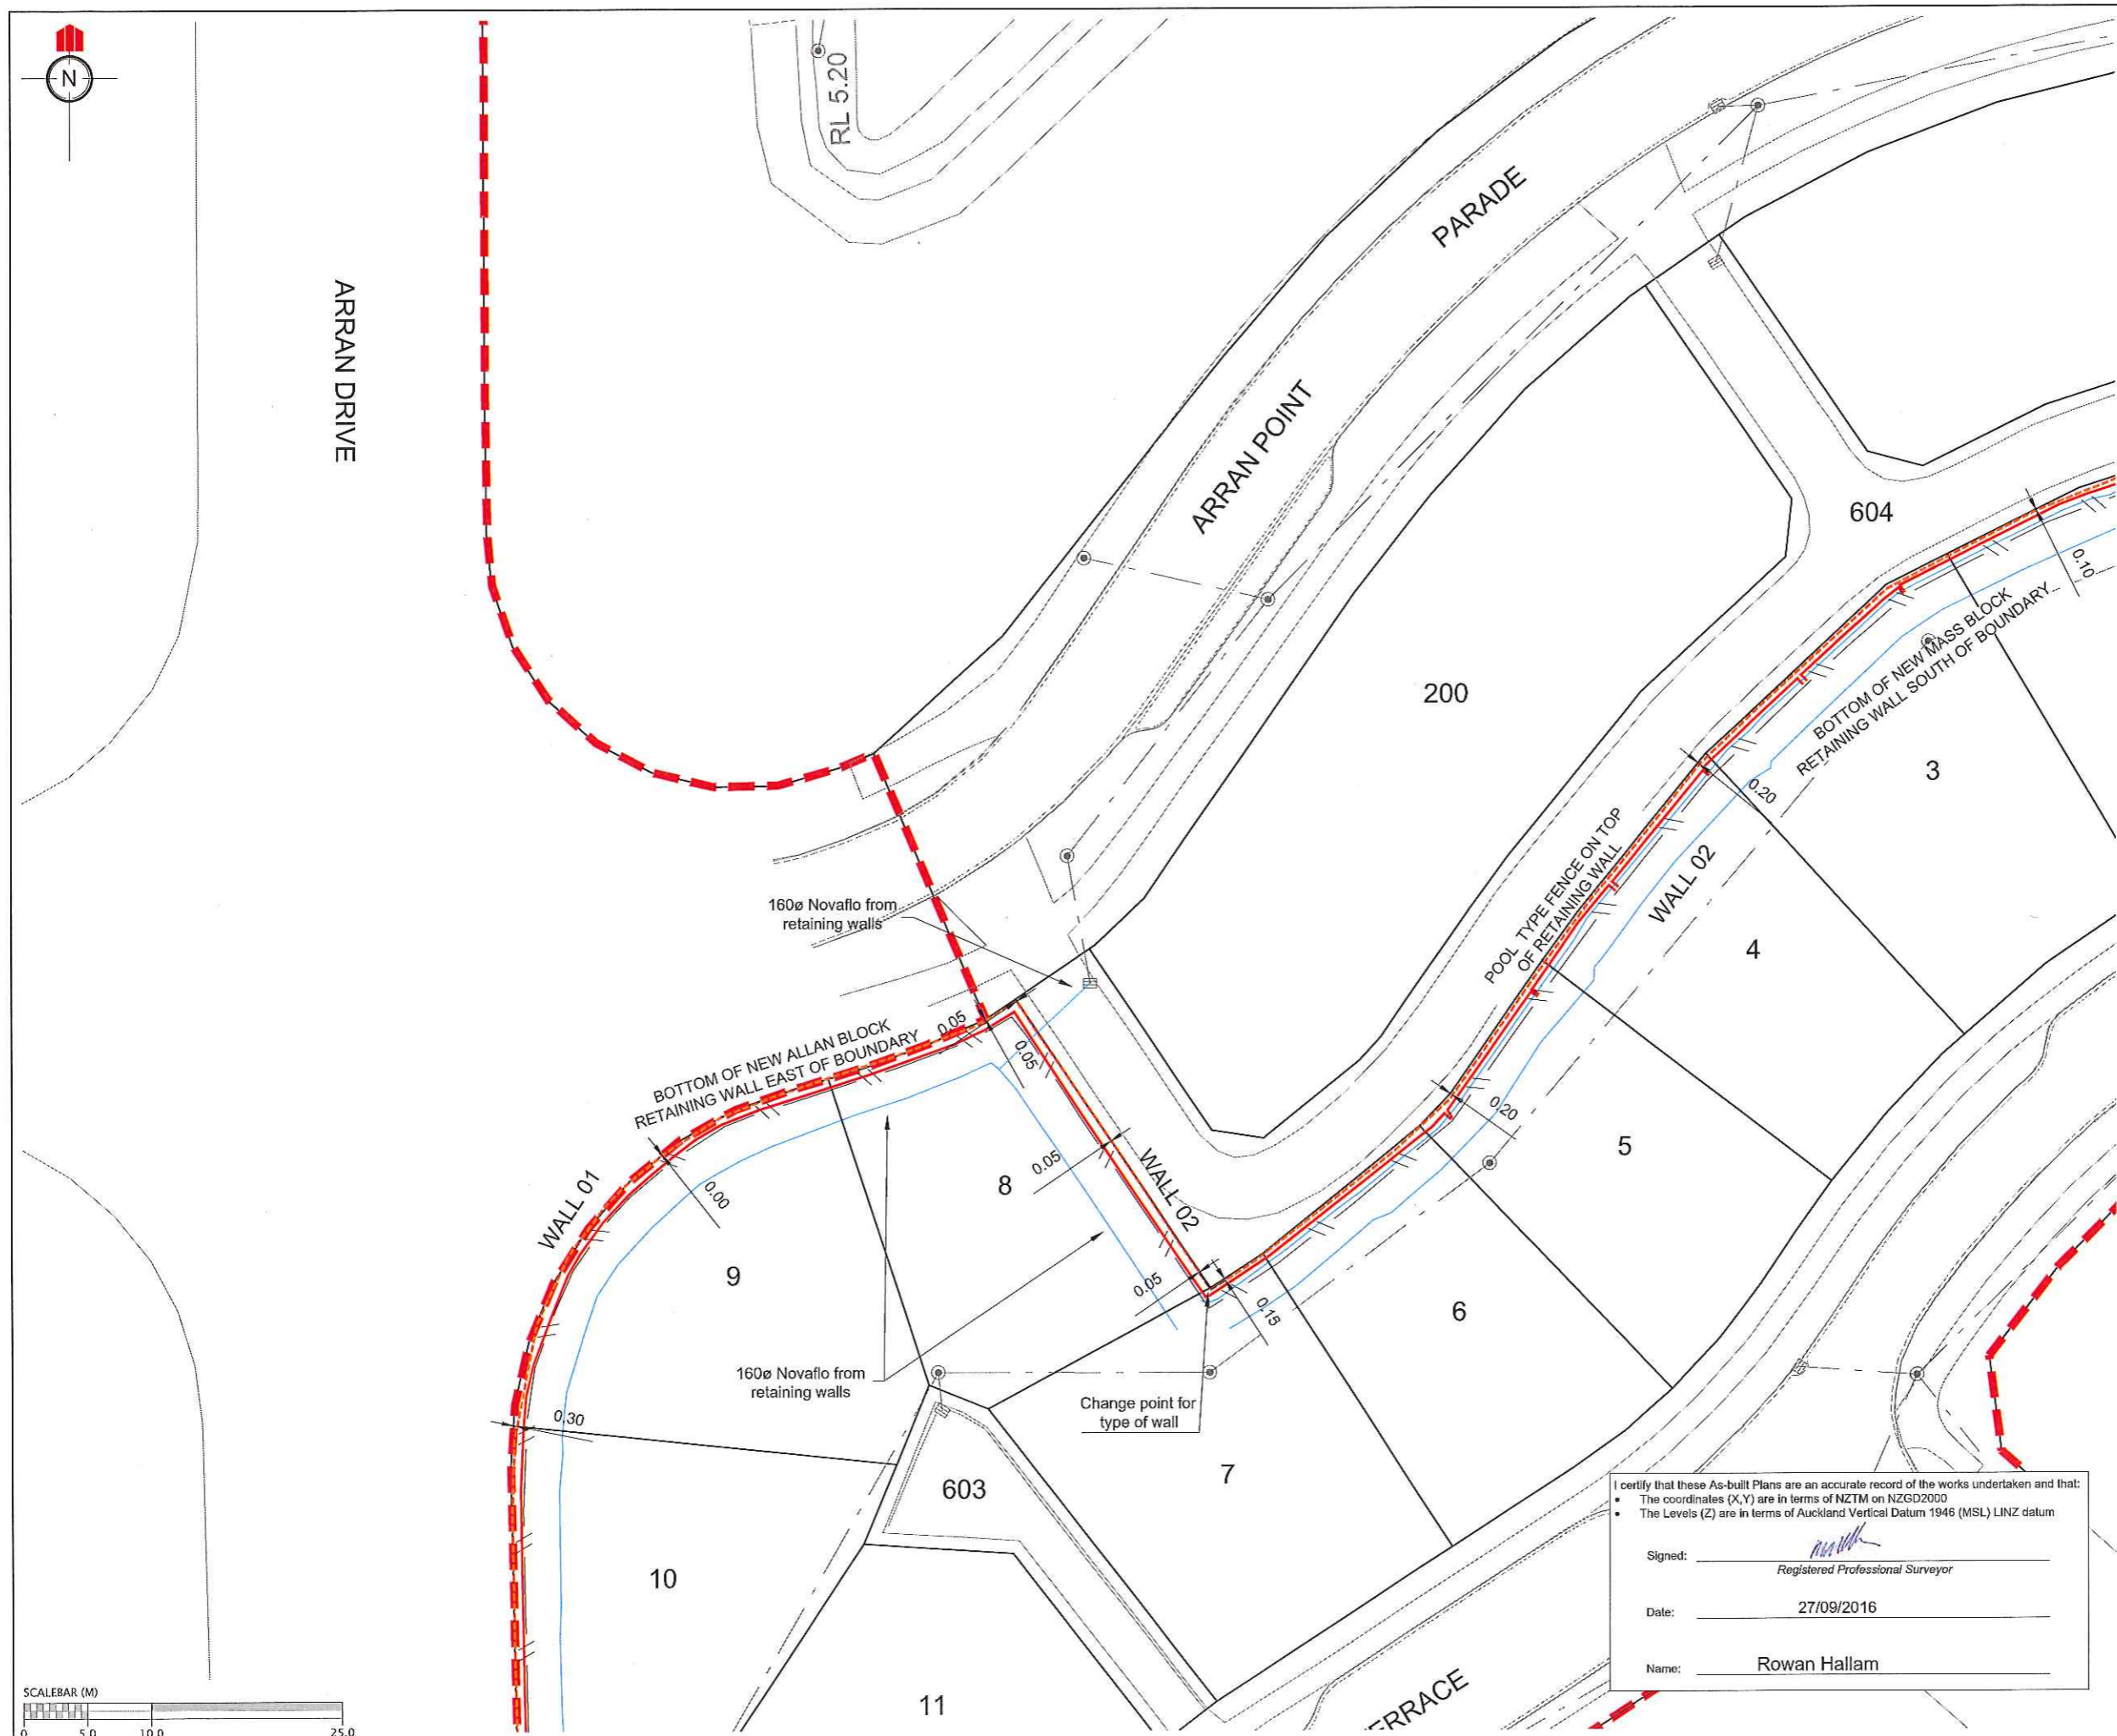 N
RL 5.20
ARRAN DRIVE
PARADE
ARRAN POINT
604
0.10
BOTTOM OF NEW MASS BLOCK
RETAINING WALL SOUTH OF BOUNDARY
200
3
0.20
POOL TYPE FENCE ON TOP
OF RETAINING WALL
WALL 02
4
160ø Novaflo from
retaining walls
BOTTOM OF NEW ALLAN BLOCK
RETAINING WALL EAST OF BOUNDARY
0.05
0.05
0.20
5
WALL 01
0.00
8
0.05
WALL 02
9
0.05
0.15
6
160ø Novaflo from
retaining walls
Change point for
type of wall
0.30
7
603
10
11
I certify that these As-built Plans are an accurate record of the works undertaken and that:
• The coordinates (X,Y) are in terms of NZTM on NZGD2000
• The Levels (Z) are in terms of Auckland Vertical Datum 1946 (MSL) LINZ datum
Signed:
Registered Professional Surveyor
Date: 27/09/2016
Name: Rowan Hallam
SCALEBAR (M)
0 5.0 10.0 25.0
ERRACE